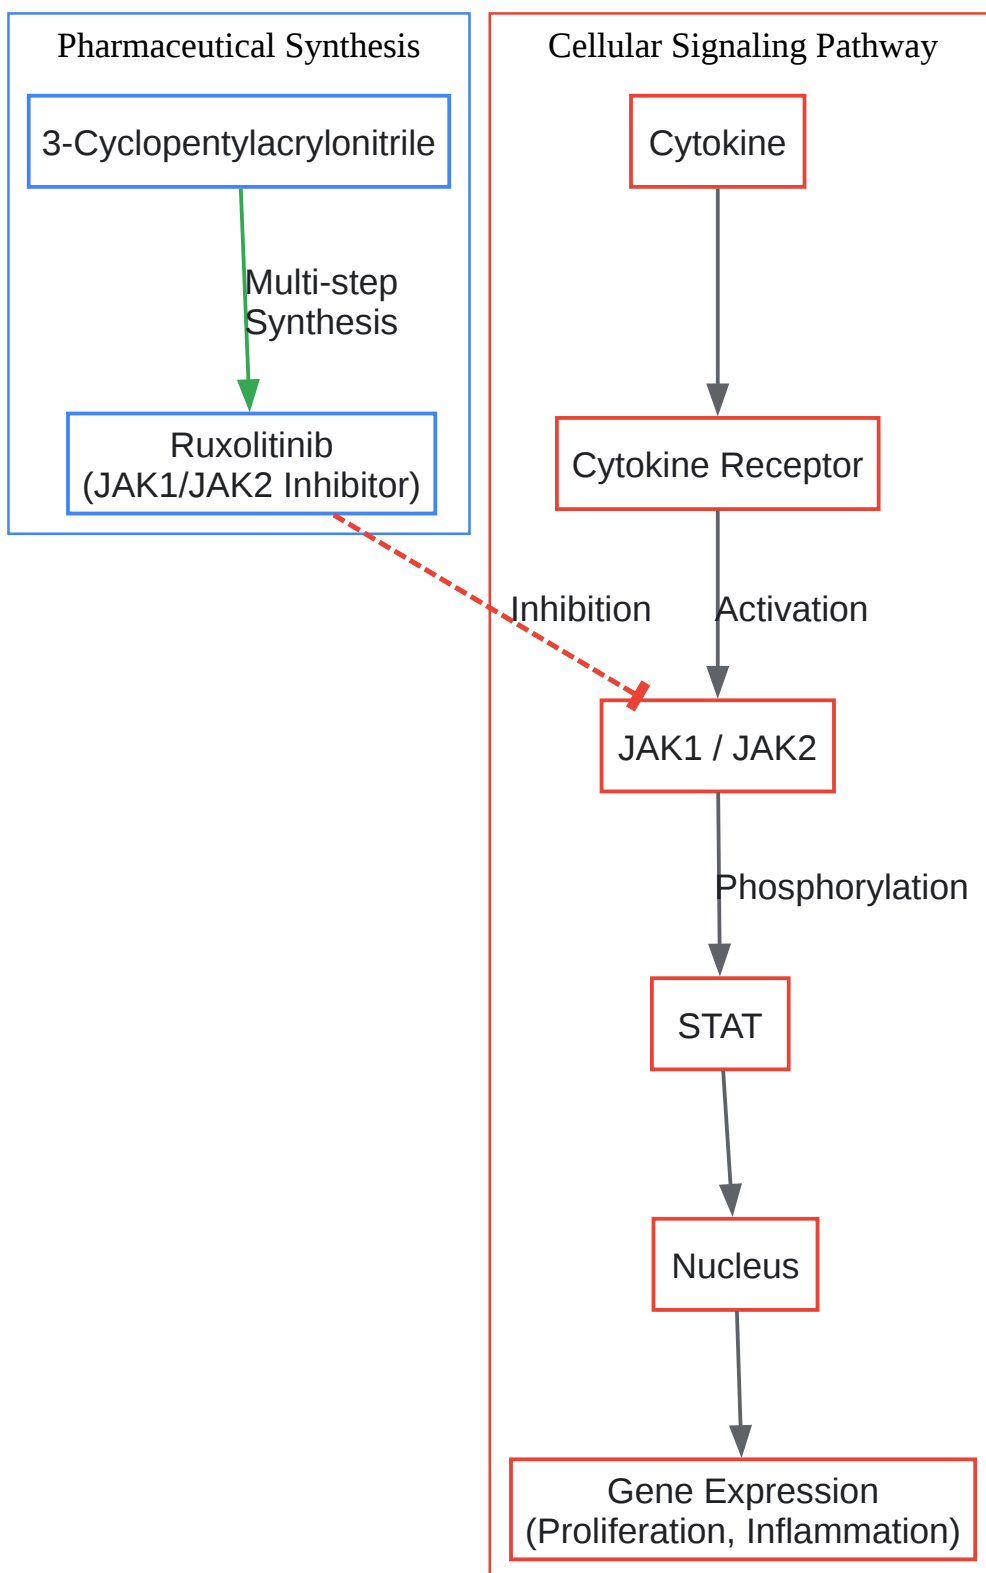 Pharmaceutical Synthesis
3-Cyclopentylacrylonitrile
Multi-step
Synthesis
Ruxolitinib
(JAK1/JAK2 Inhibitor)
Inhibition
Cellular Signaling Pathway
Cytokine
Cytokine Receptor
Activation
JAK1 / JAK2
Phosphorylation
STAT
Nucleus
Gene Expression
(Proliferation, Inflammation)